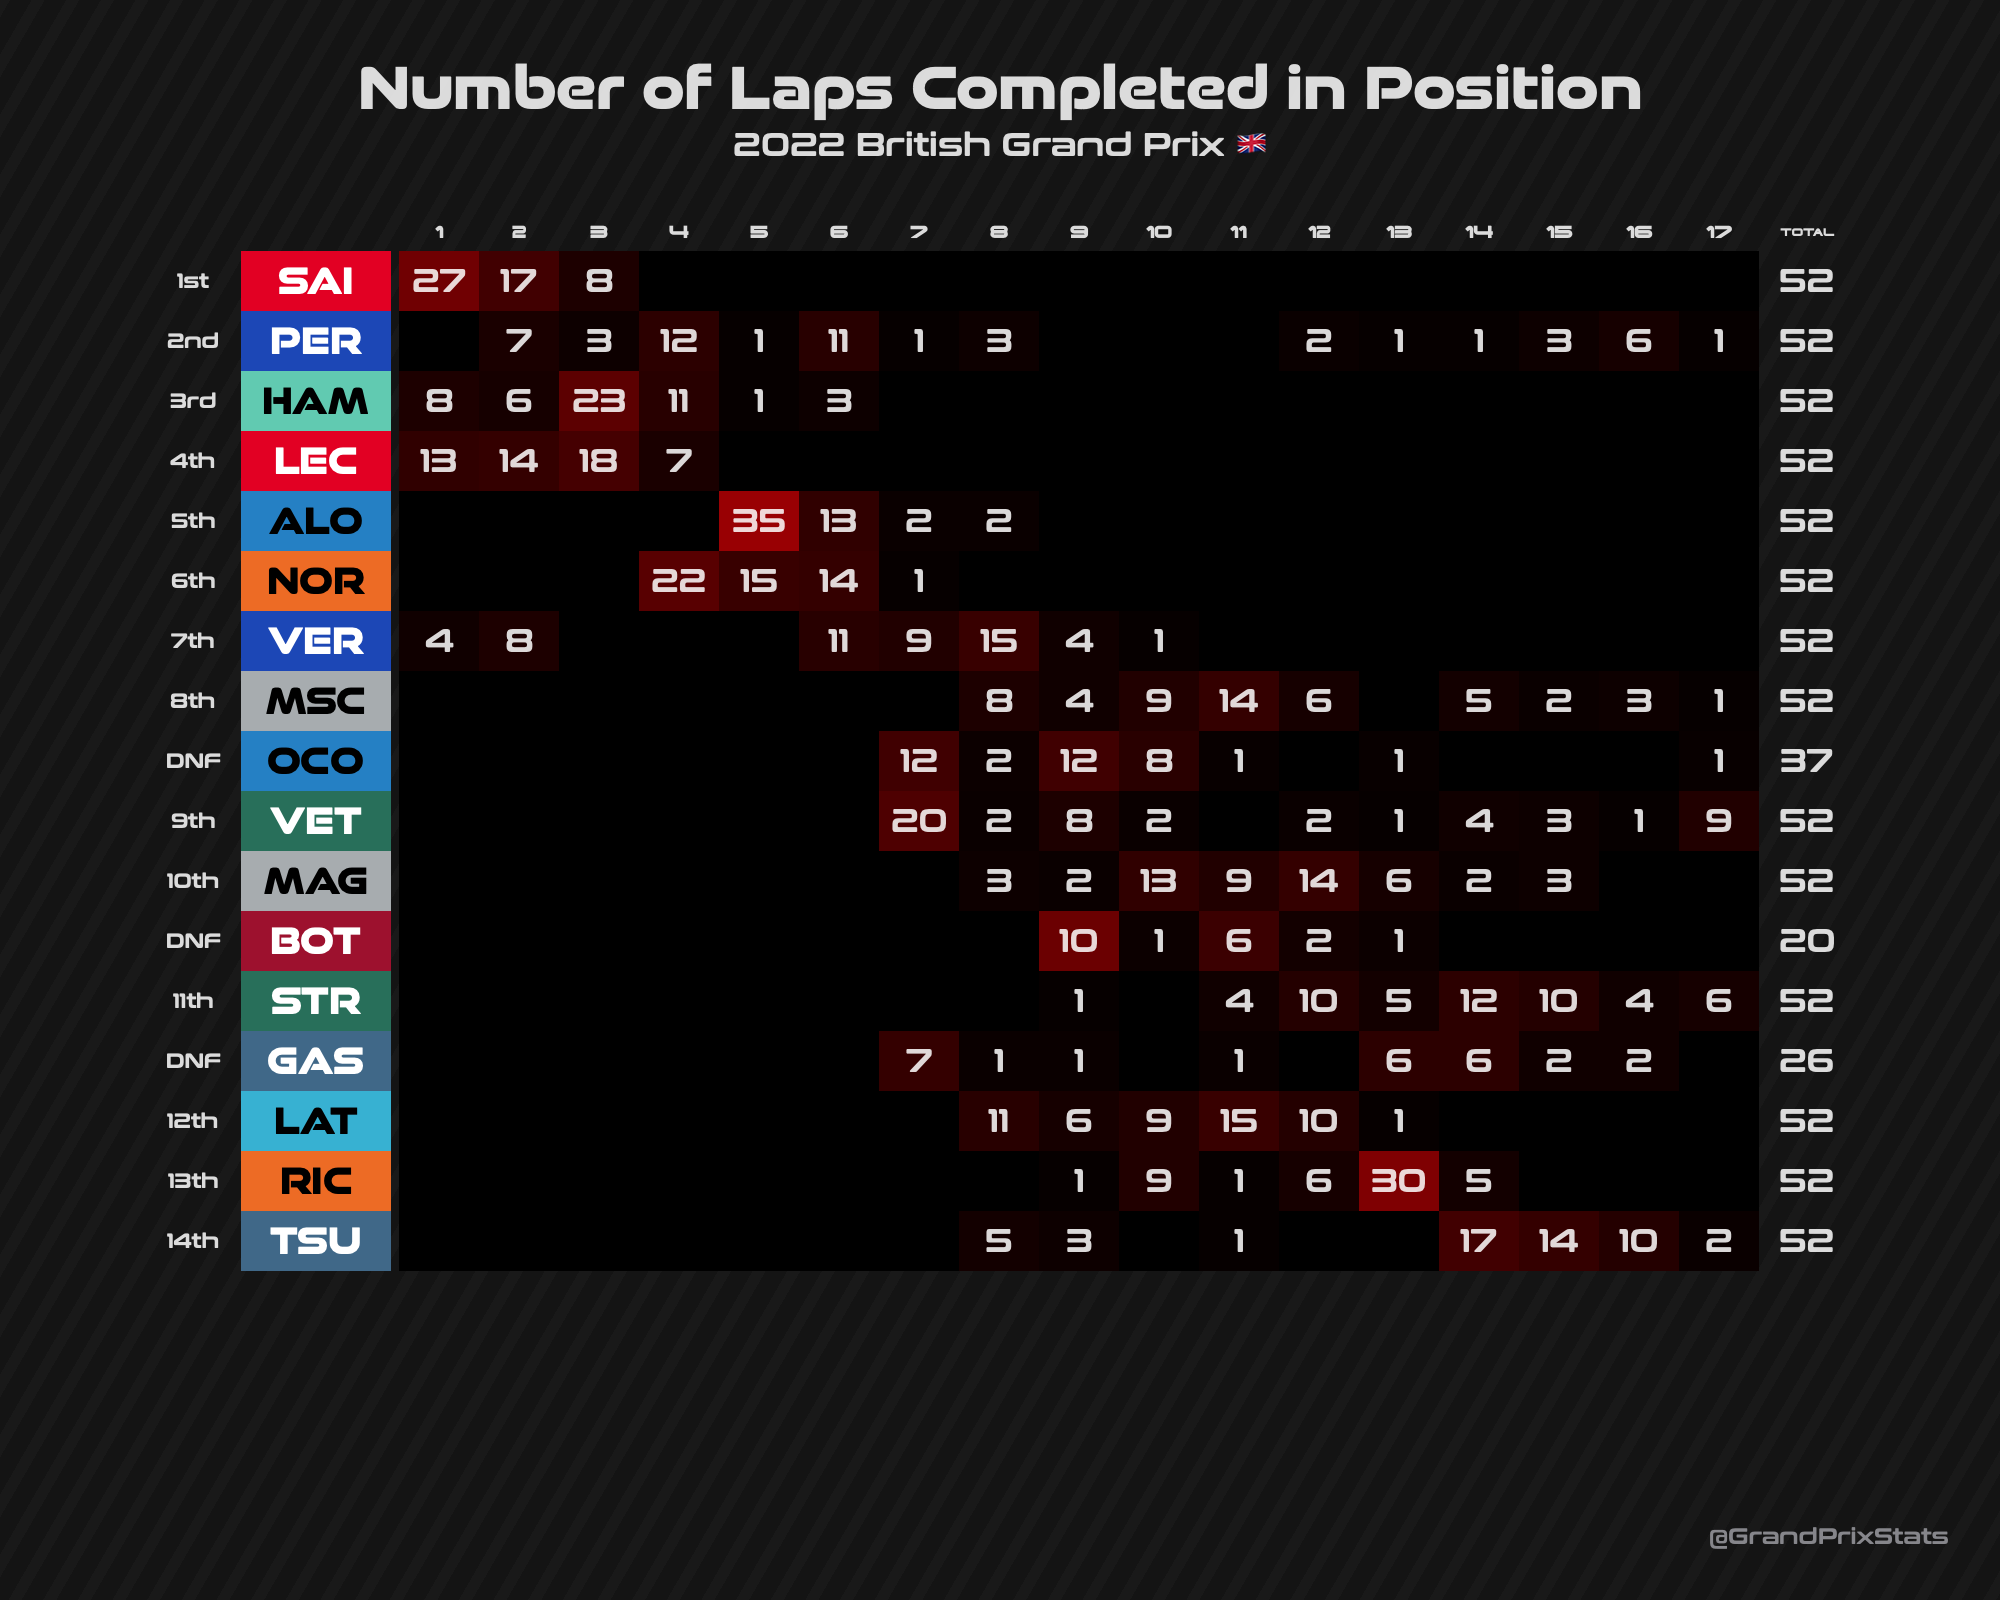 Number of Laps Completed in Position
2022 British Grand Prix 🇬🇧
1 2 3 4 5 6 7 8 9 10 11 12 13 14 15 16 17 TOTAL
1st SAI 27 17 8 52
2nd PER 7 3 12 1 11 1 3 2 1 1 3 6 1 52
3rd HAM 8 6 23 11 1 3 52
4th LEC 13 14 18 7 52
5th ALO 35 13 2 2 52
6th NOR 22 15 14 1 52
7th VER 4 8 11 9 15 4 1 52
8th MSC 8 4 9 14 6 5 2 3 1 52
DNF OCO 12 2 12 8 1 1 1 37
9th VET 20 2 8 2 2 1 4 3 1 9 52
10th MAG 3 2 13 9 14 6 2 3 52
DNF BOT 10 1 6 2 1 20
11th STR 1 4 10 5 12 10 4 6 52
DNF GAS 7 1 1 1 6 6 2 2 26
12th LAT 11 6 9 15 10 1 52
13th RIC 1 9 1 6 30 5 52
14th TSU 5 3 1 17 14 10 2 52
@GrandPrixStats